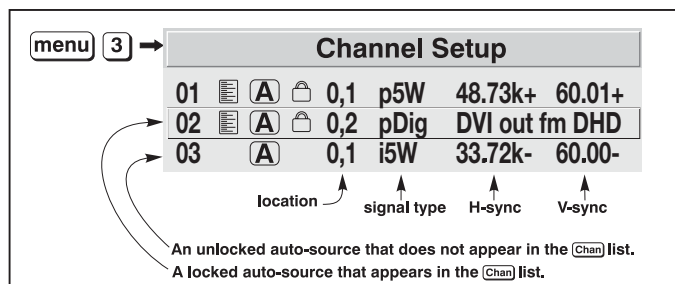 menu 3 Channel Setup
01 A 0,1 p5W 48.73k+ 60.01+
02 A 0,2 pDig DVI out fm DHD
03 A 0,1 i5W 33.72k- 60.00-
location signal type H-sync V-sync
An unlocked auto-source that does not appear in the Chan list.
A locked auto-source that appears in the Chan list.